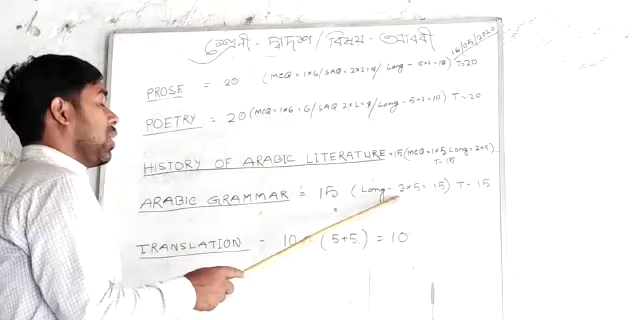 শ্রেনী - দ্বাদশ / বিষয় - আরবী
16/05/2020
PROSE = 20 (MCQ = 1×6 / SAQ = 2×2=4 / Long - 5×2=10) T=20
POETRY = 20 (MCQ = 1×6 = 6 / SAQ 2×2=4 / Long - 5×2=10) T - 20
HISTORY OF ARABIC LITERATURE = 15 (MCQ = 1×5 Long = 2×5)
T = 15
ARABIC GRAMMAR = 15 (Long - 3×5 = 15) T - 15
TRANSLATION - 10 (5+5) = 10